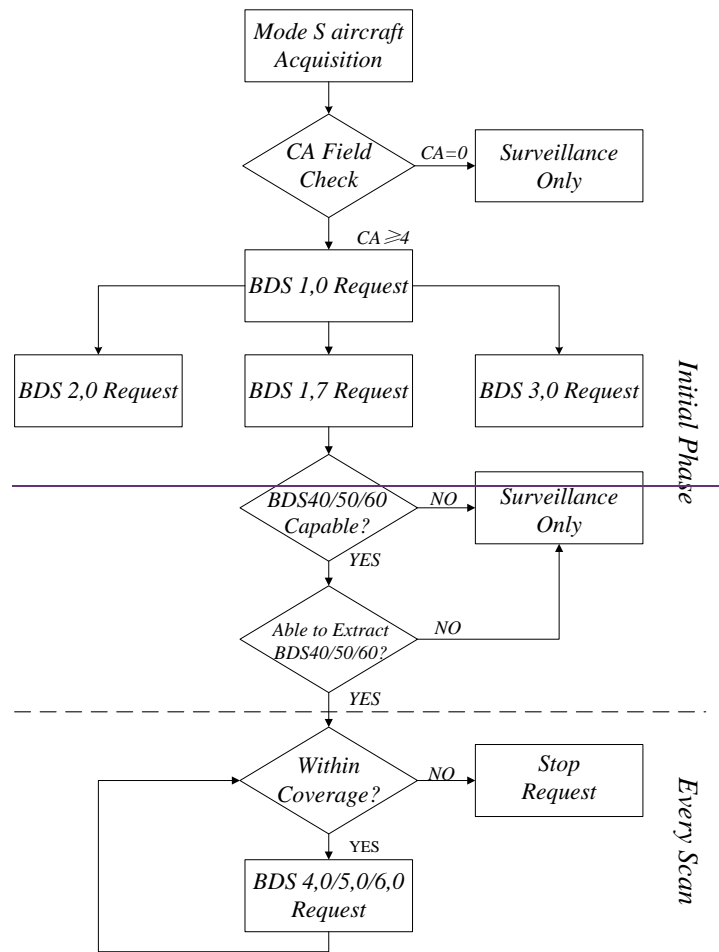 Mode S aircraft
Acquisition
CA Field
Check
CA=0
Surveillance
Only
CA≥4
BDS 1,0 Request
BDS 2,0 Request
BDS 1,7 Request
BDS 3,0 Request
Initial Phase
BDS40/50/60
Capable?
NO
Surveillance
Only
YES
Able to Extract
BDS40/50/60?
NO
YES
Within
Coverage?
NO
Stop
Request
Every Scan
YES
BDS 4,0/5,0/6,0
Request